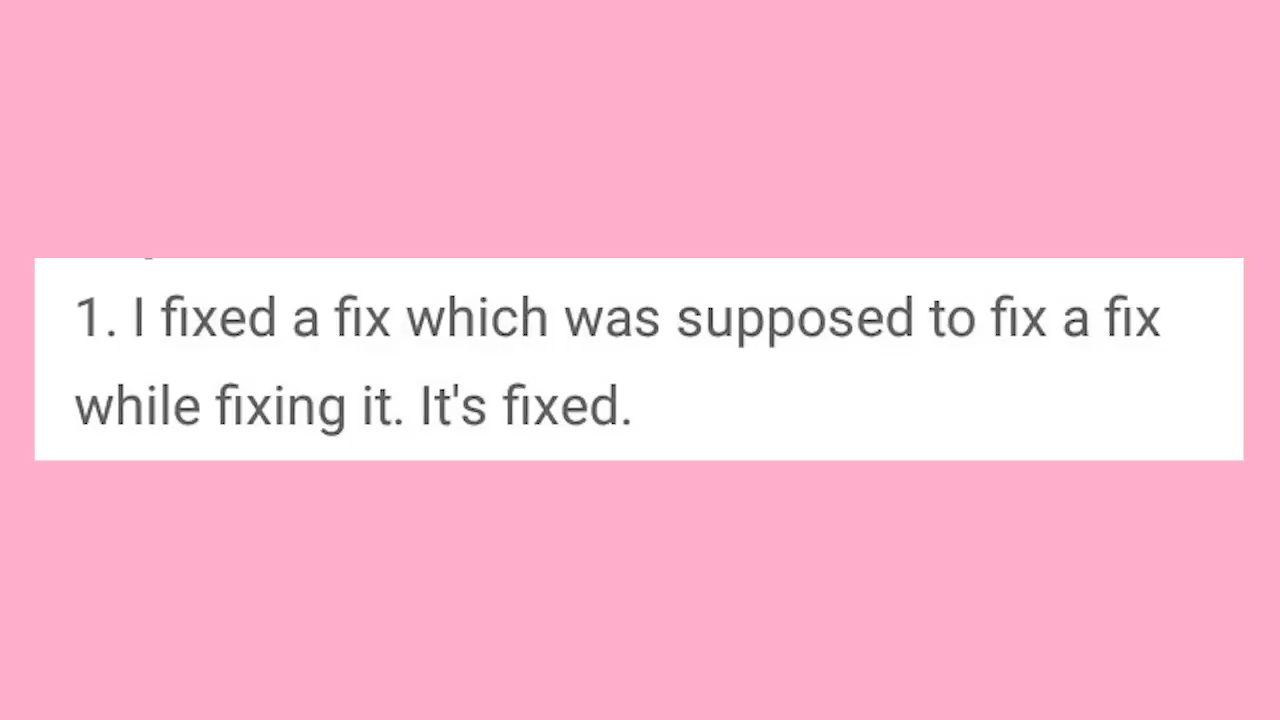 1. I fixed a fix which was supposed to fix a fix
while fixing it. It's fixed.